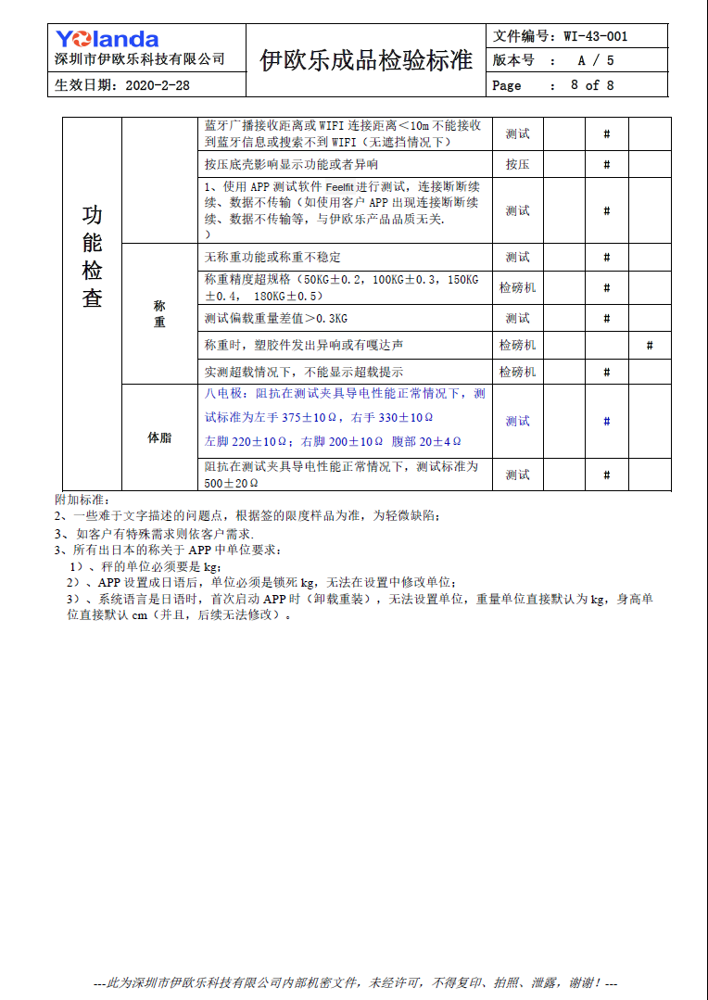 Yolanda
深圳市伊欧乐科技有限公司
生效日期：2020-2-28
伊欧乐成品检验标准
文件编号：WI-43-001
版本号 ： A / 5
Page ： 8 of 8
功能检查
蓝牙广播接收距离或WIFI连接距离＜10m不能接收
到蓝牙信息或搜索不到WIFI（无遮挡情况下）
测试
#
按压底壳影响显示功能或者异响
按压
#
1、使用APP测试软件Feelfit进行测试，连接断断续
续、数据不传输（如使用客户APP出现连接断断续
续、数据不传输等，与伊欧乐产品品质无关.
）
测试
#
称
重
无称重功能或称重不稳定
测试
#
称重精度超规格（50KG±0.2，100KG±0.3，150KG
±0.4， 180KG±0.5）
检磅机
#
测试偏载重量差值＞0.3KG
测试
#
称重时，塑胶件发出异响或有嘎达声
检磅机
#
实测超载情况下，不能显示超载提示
检磅机
#
体脂
八电极：阻抗在测试夹具导电性能正常情况下，测
试标准为左手375±10Ω，右手330±10Ω
左脚220±10Ω；右脚200±10Ω 腹部20±4Ω
测试
#
阻抗在测试夹具导电性能正常情况下，测试标准为
500±20Ω
测试
#
附加标准：
2、一些难于文字描述的问题点，根据签的限度样品为准，为轻微缺陷；
3、如客户有特殊需求则依客户需求.
3、所有出日本的称关于APP中单位要求：
1）、秤的单位必须要是kg；
2）、APP设置成日语后，单位必须是锁死kg，无法在设置中修改单位；
3）、系统语言是日语时，首次启动APP时（卸载重装），无法设置单位，重量单位直接默认为kg，身高单
位直接默认cm（并且，后续无法修改）。
---此为深圳市伊欧乐科技有限公司内部机密文件，未经许可，不得复印、拍照、泄露，谢谢！---